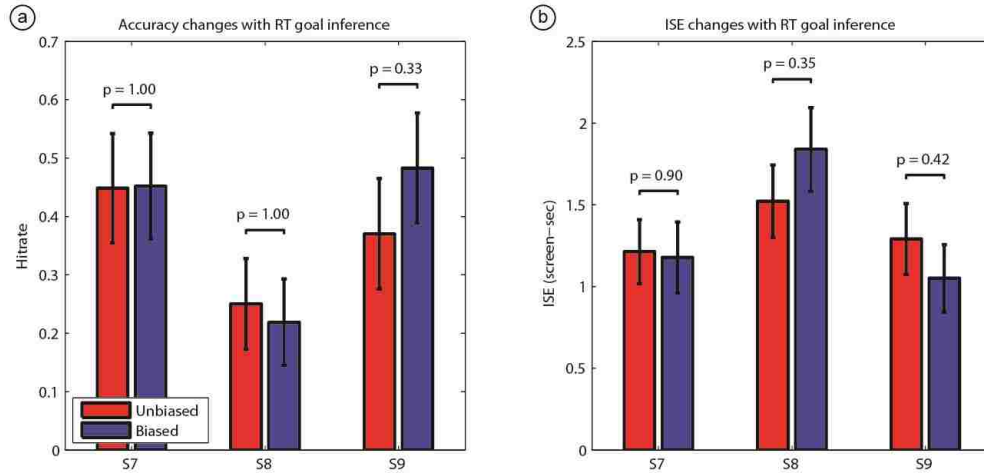 a
Accuracy changes with RT goal inference
0.7
0.6
0.5
0.4
0.3
0.2
0.1
0
Hitrate
p = 1.00
p = 1.00
p = 0.33
Unbiased
Biased
S7
S8
S9
b
ISE changes with RT goal inference
2.5
2
1.5
1
0.5
0
ISE (screen−sec)
p = 0.90
p = 0.35
p = 0.42
S7
S8
S9